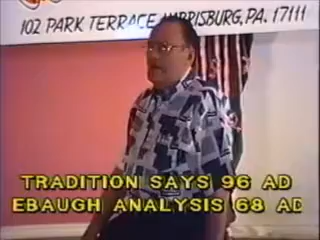 102 PARK TERRACE HARRISBURG, PA. 17111
TRADITION SAYS 96 AD
EBAUGH ANALYSIS 68 AD